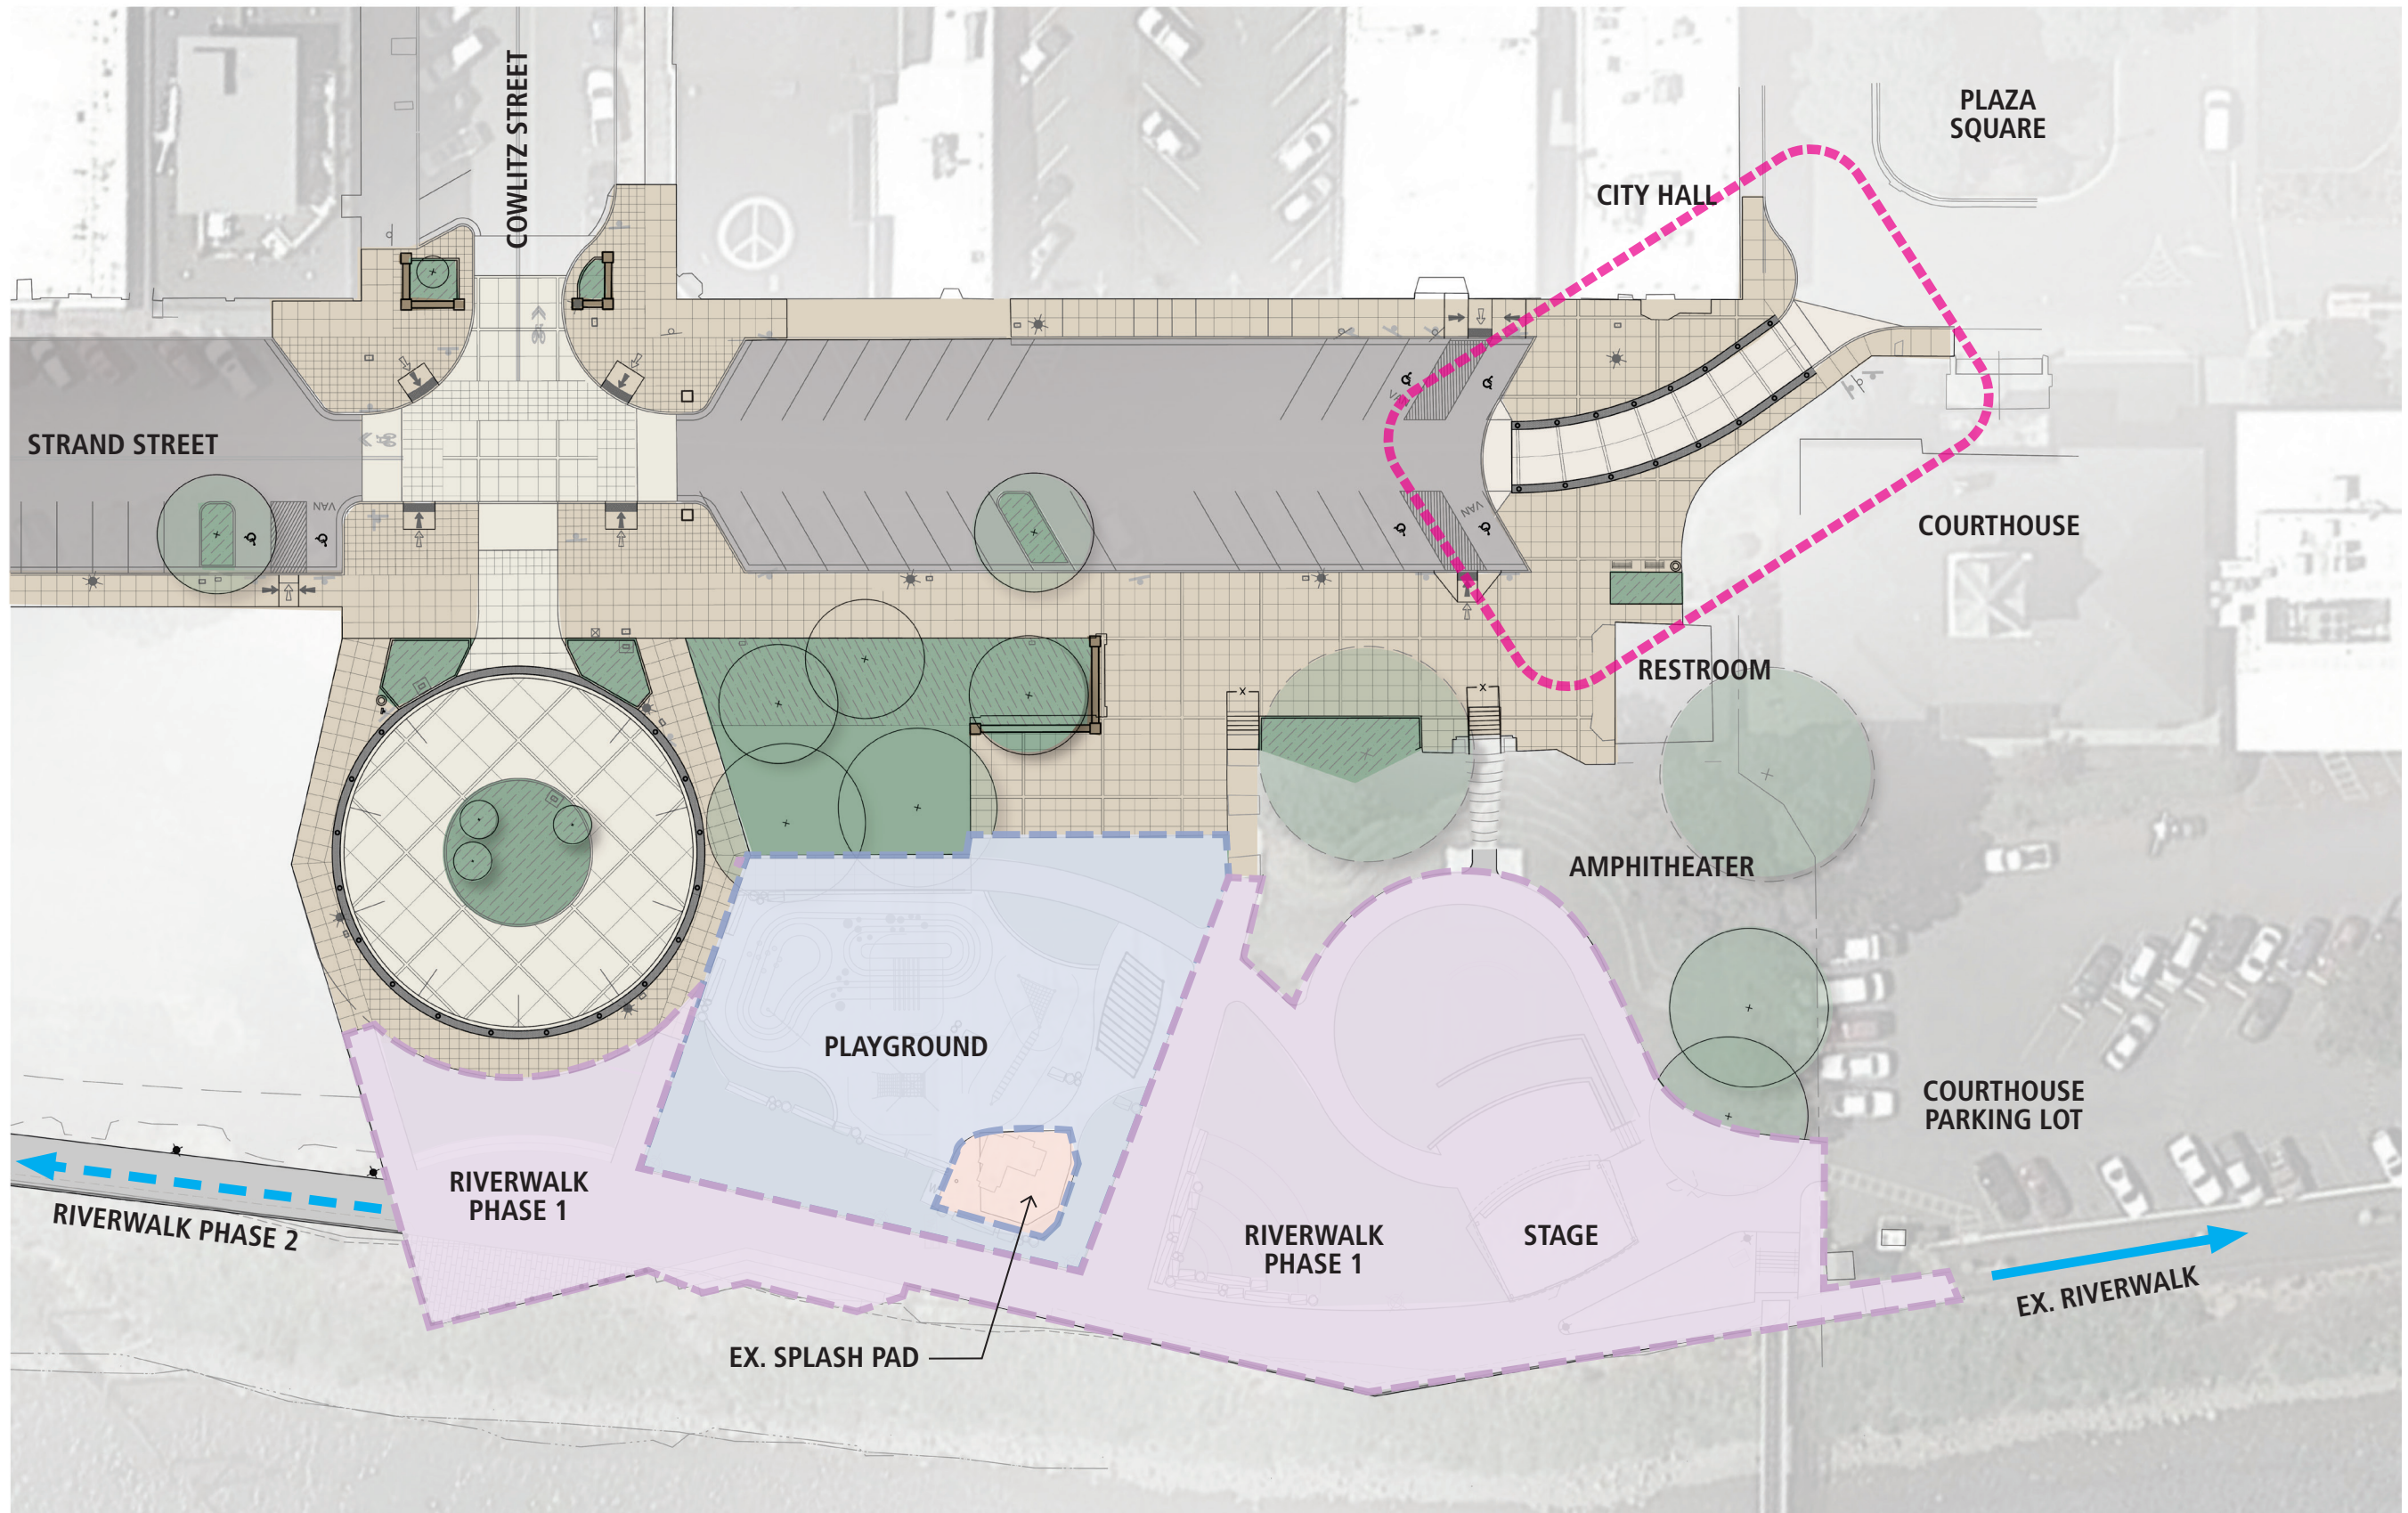 PLAZA
SQUARE
COWLITZ STREET
CITY HALL
STRAND STREET
VAN
VAN
COURTHOUSE
RESTROOM
AMPHITHEATER
PLAYGROUND
COURTHOUSE
PARKING LOT
RIVERWALK
PHASE 1
RIVERWALK PHASE 2
RIVERWALK
PHASE 1
STAGE
EX. RIVERWALK
EX. SPLASH PAD